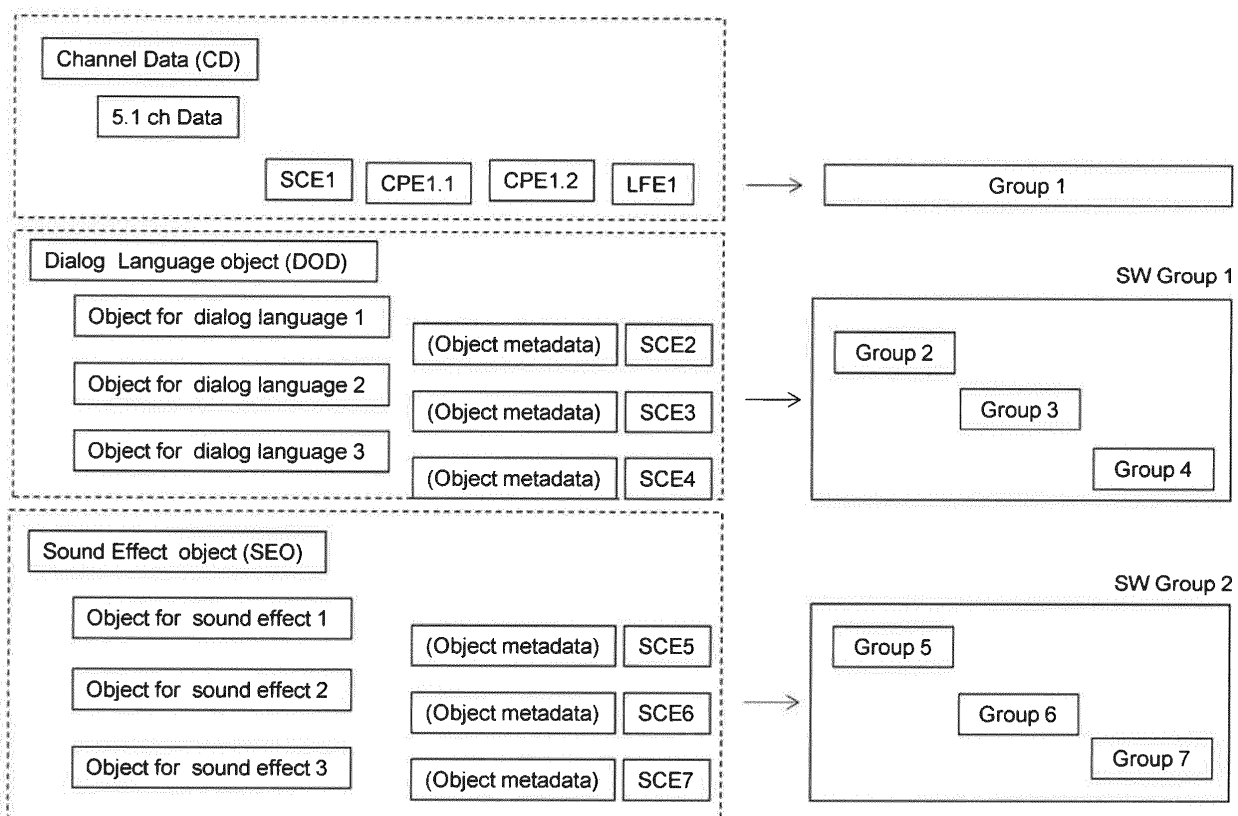 Channel Data (CD)
5.1 ch Data
SCE1
CPE1.1
CPE1.2
LFE1
Group 1
Dialog Language object (DOD)
SW Group 1
Object for dialog language 1
(Object metadata)
SCE2
Group 2
Object for dialog language 2
(Object metadata)
SCE3
Group 3
Object for dialog language 3
(Object metadata)
SCE4
Group 4
Sound Effect object (SEO)
SW Group 2
Object for sound effect 1
(Object metadata)
SCE5
Group 5
Object for sound effect 2
(Object metadata)
SCE6
Group 6
Object for sound effect 3
(Object metadata)
SCE7
Group 7